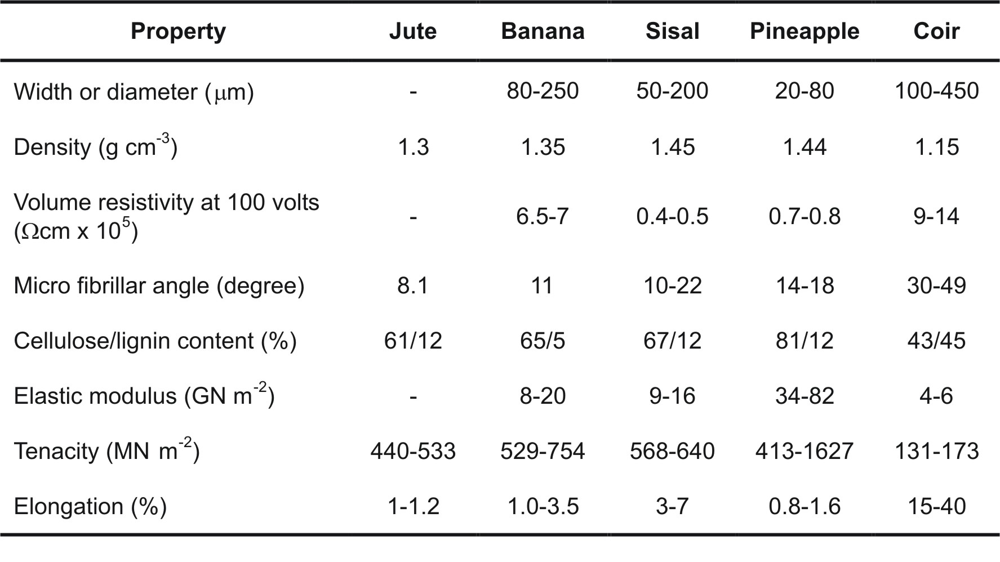 Property Jute Banana Sisal Pineapple Coir
Width or diameter (μm) - 80-250 50-200 20-80 100-450
Density (g cm-3) 1.3 1.35 1.45 1.44 1.15
Volume resistivity at 100 volts
(Ωcm x 105) - 6.5-7 0.4-0.5 0.7-0.8 9-14
Micro fibrillar angle (degree) 8.1 11 10-22 14-18 30-49
Cellulose/lignin content (%) 61/12 65/5 67/12 81/12 43/45
Elastic modulus (GN m-2) - 8-20 9-16 34-82 4-6
Tenacity (MN m-2) 440-533 529-754 568-640 413-1627 131-173
Elongation (%) 1-1.2 1.0-3.5 3-7 0.8-1.6 15-40